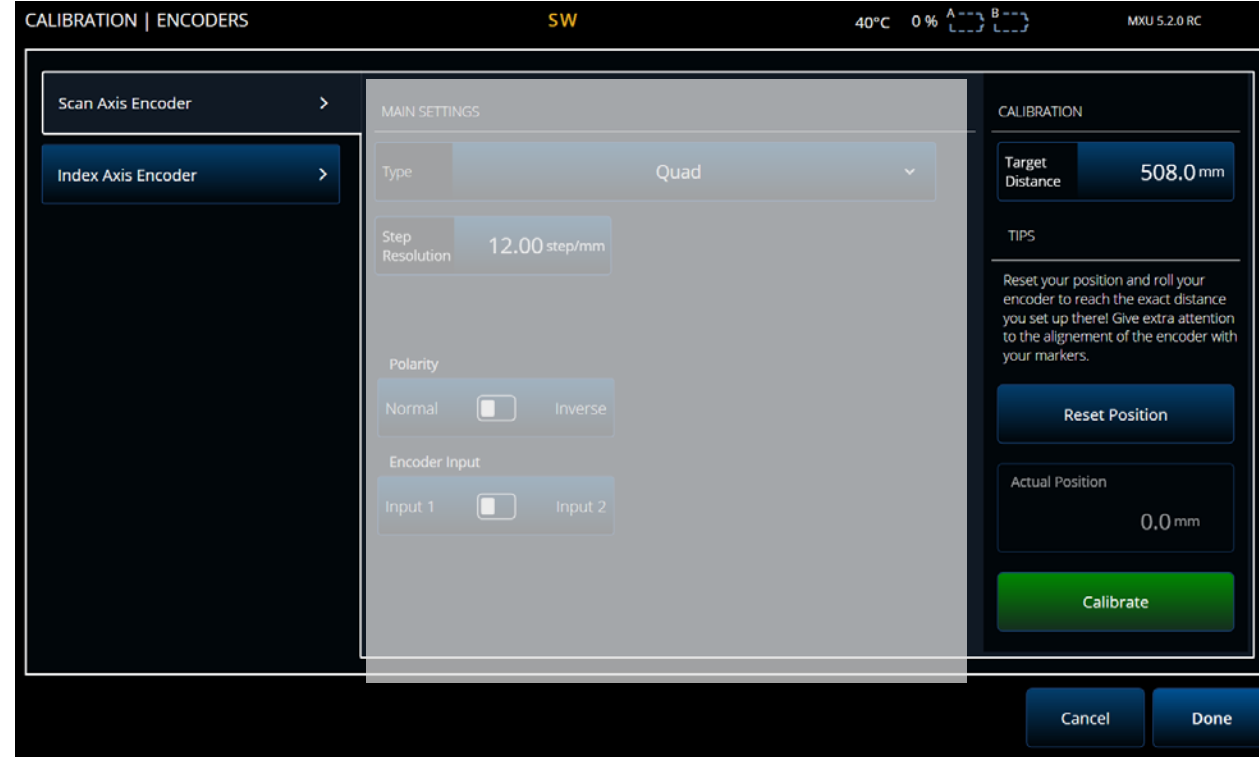 CALIBRATION | ENCODERS
SW
40°C 0 % A B
MXU 5.2.0 RC
Scan Axis Encoder
Index Axis Encoder
MAIN SETTINGS
Type Quad
Step
Resolution
12.00 step/mm
Polarity
Normal Inverse
Encoder Input
Input 1 Input 2
CALIBRATION
Target
Distance
508.0 mm
TIPS
Reset your position and roll your
encoder to reach the exact distance
you set up there! Give extra attention
to the alignement of the encoder with
your markers.
Reset Position
Actual Position
0.0 mm
Calibrate
Cancel
Done